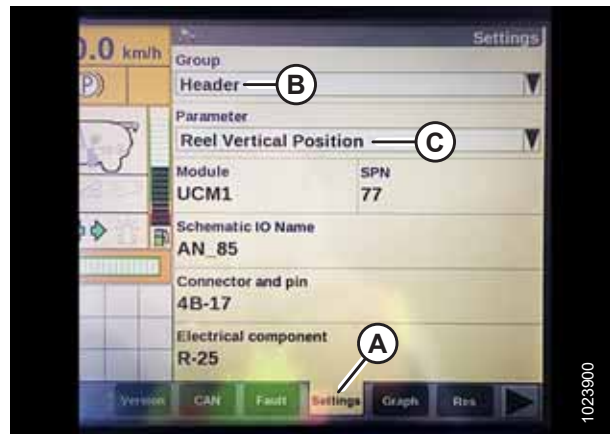 ).0 km/h
Settings
Group
Header
B
Parameter
Reel Vertical Position
C
Module
SPN
UCM1
77
Schematic IO Name
AN_85
Connector and pin
4B-17
Electrical component
R-25
A
Version CAN Fault Settings Graph Res
1023900
(P)